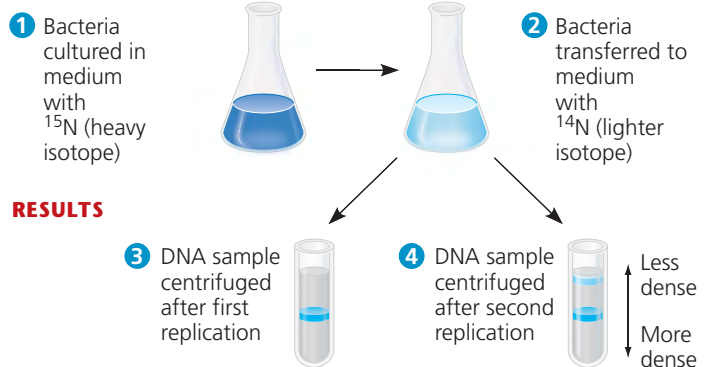 1 Bacteria
cultured in
medium
with
¹⁵N (heavy
isotope)
2 Bacteria
transferred to
medium
with
¹⁴N (lighter
isotope)
RESULTS
3 DNA sample
centrifuged
after first
replication
4 DNA sample
centrifuged
after second
replication
Less
dense
More
dense